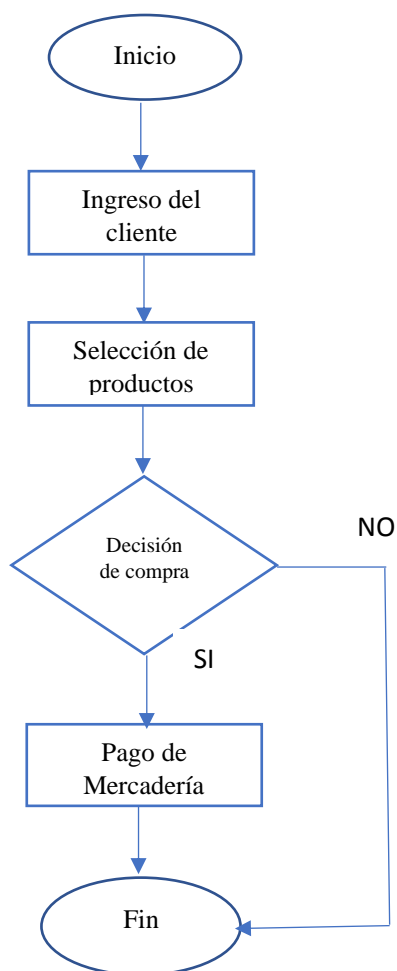 Inicio
Ingreso del
cliente
Selección de
productos
Decisión
de compra
NO
SI
Pago de
Mercadería
Fin